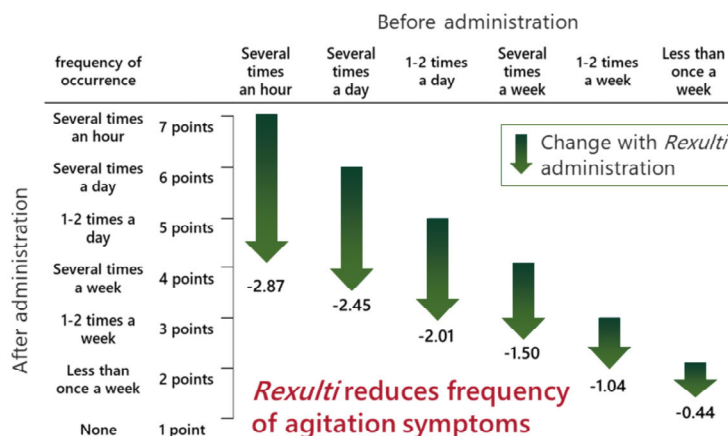 Before administration
frequency of
occurrence
Several
times
an hour
Several
times
a day
1-2 times
a day
Several
times
a week
1-2 times
a week
Less than
once a
week
After administration
Several times
an hour
7 points
Several times
a day
6 points
1-2 times a
day
5 points
Several times
a week
4 points
1-2 times a
week
3 points
Less than
once a week
2 points
None
1 point
Change with Rexulti
administration
-2.87
-2.45
-2.01
-1.50
-1.04
-0.44
Rexulti reduces frequency
of agitation symptoms